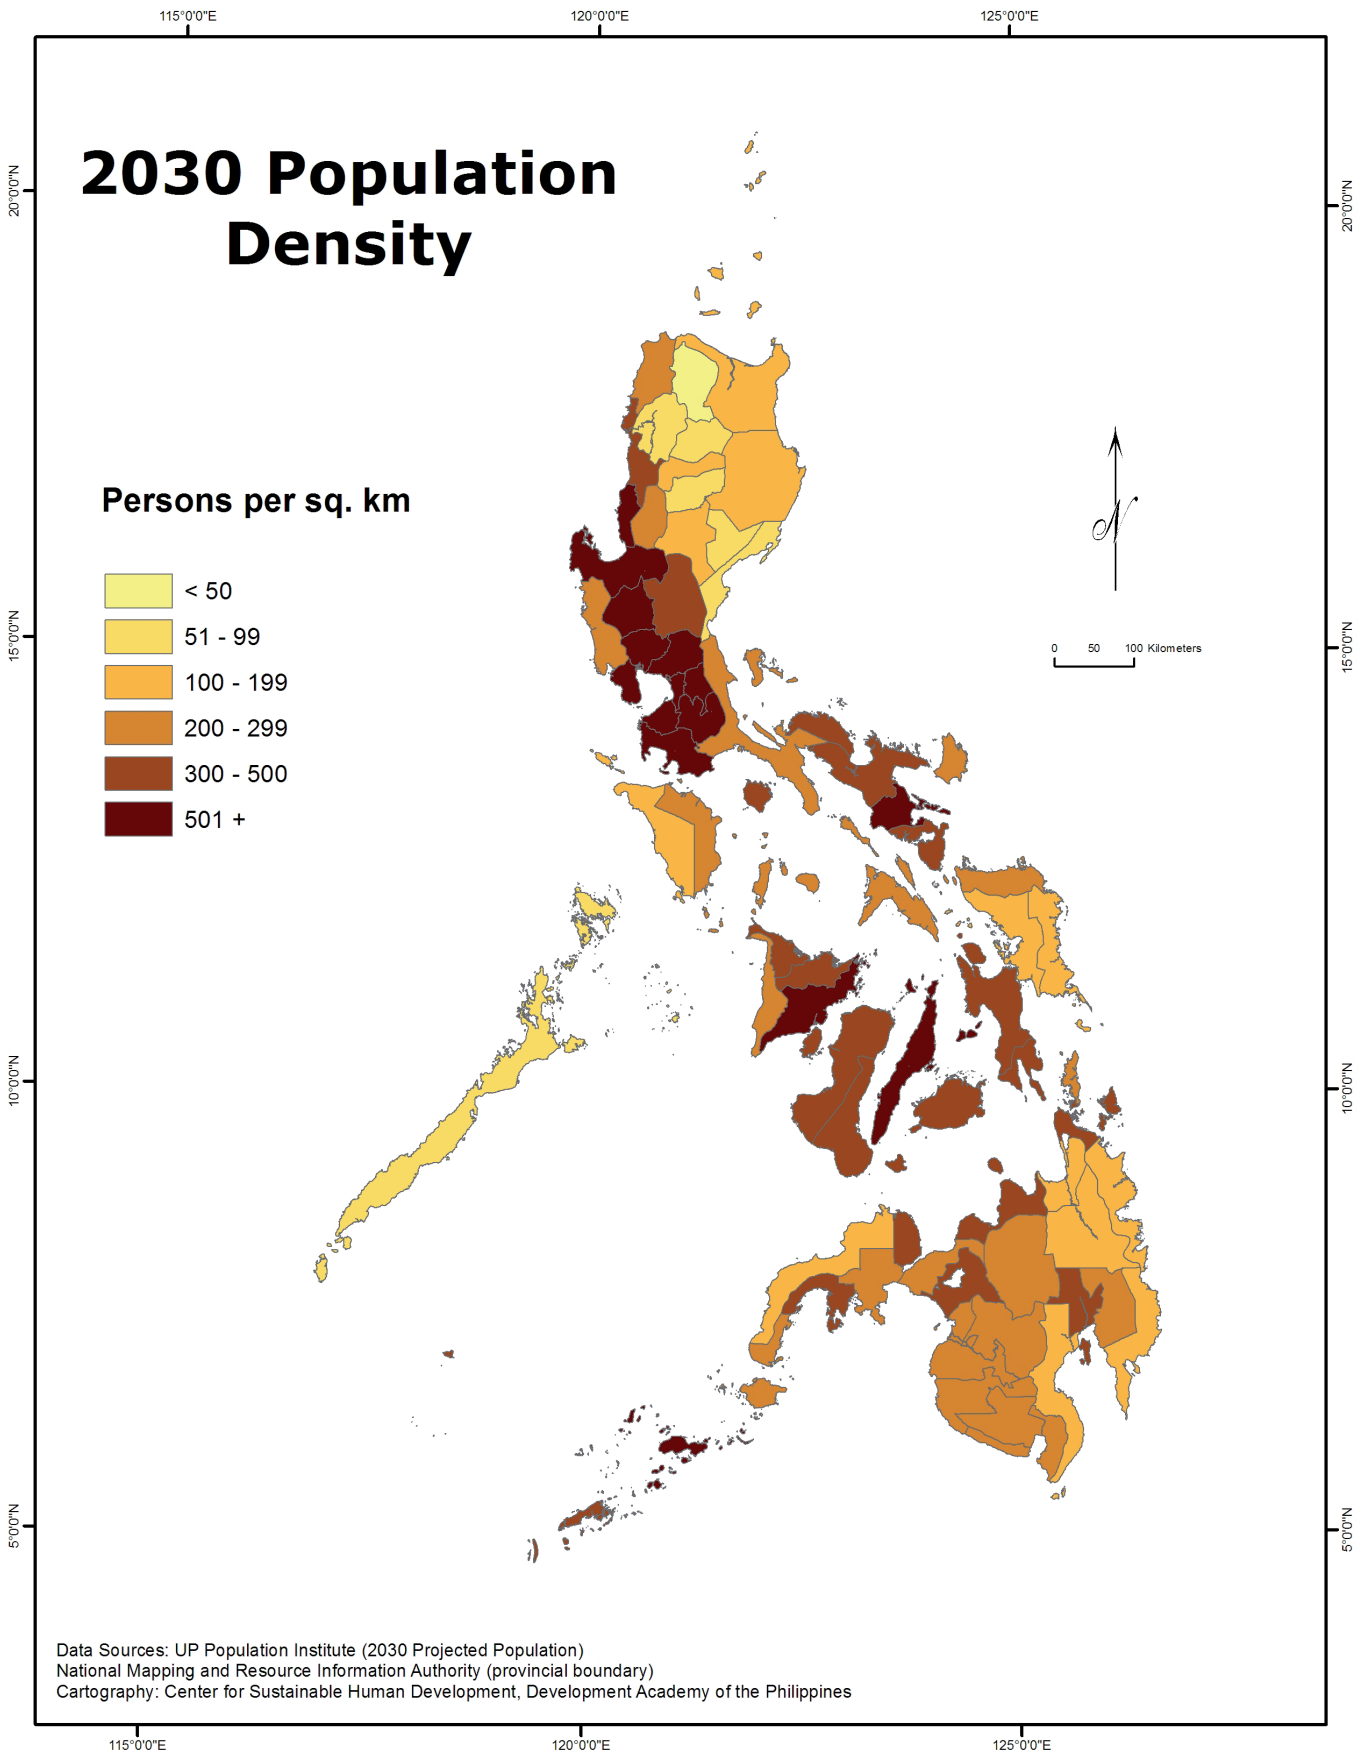 115°0'0"E 120°0'0"E 125°0'0"E
20°0'0"N
20°0'0"N
2030 Population
Density
N
Persons per sq. km
< 50
51 - 99
100 - 199
200 - 299
300 - 500
501 +
15°0'0"N
15°0'0"N
0 50 100 Kilometers
10°0'0"N
10°0'0"N
5°0'0"N
5°0'0"N
Data Sources: UP Population Institute (2030 Projected Population)
National Mapping and Resource Information Authority (provincial boundary)
Cartography: Center for Sustainable Human Development, Development Academy of the Philippines
115°0'0"E 120°0'0"E 125°0'0"E